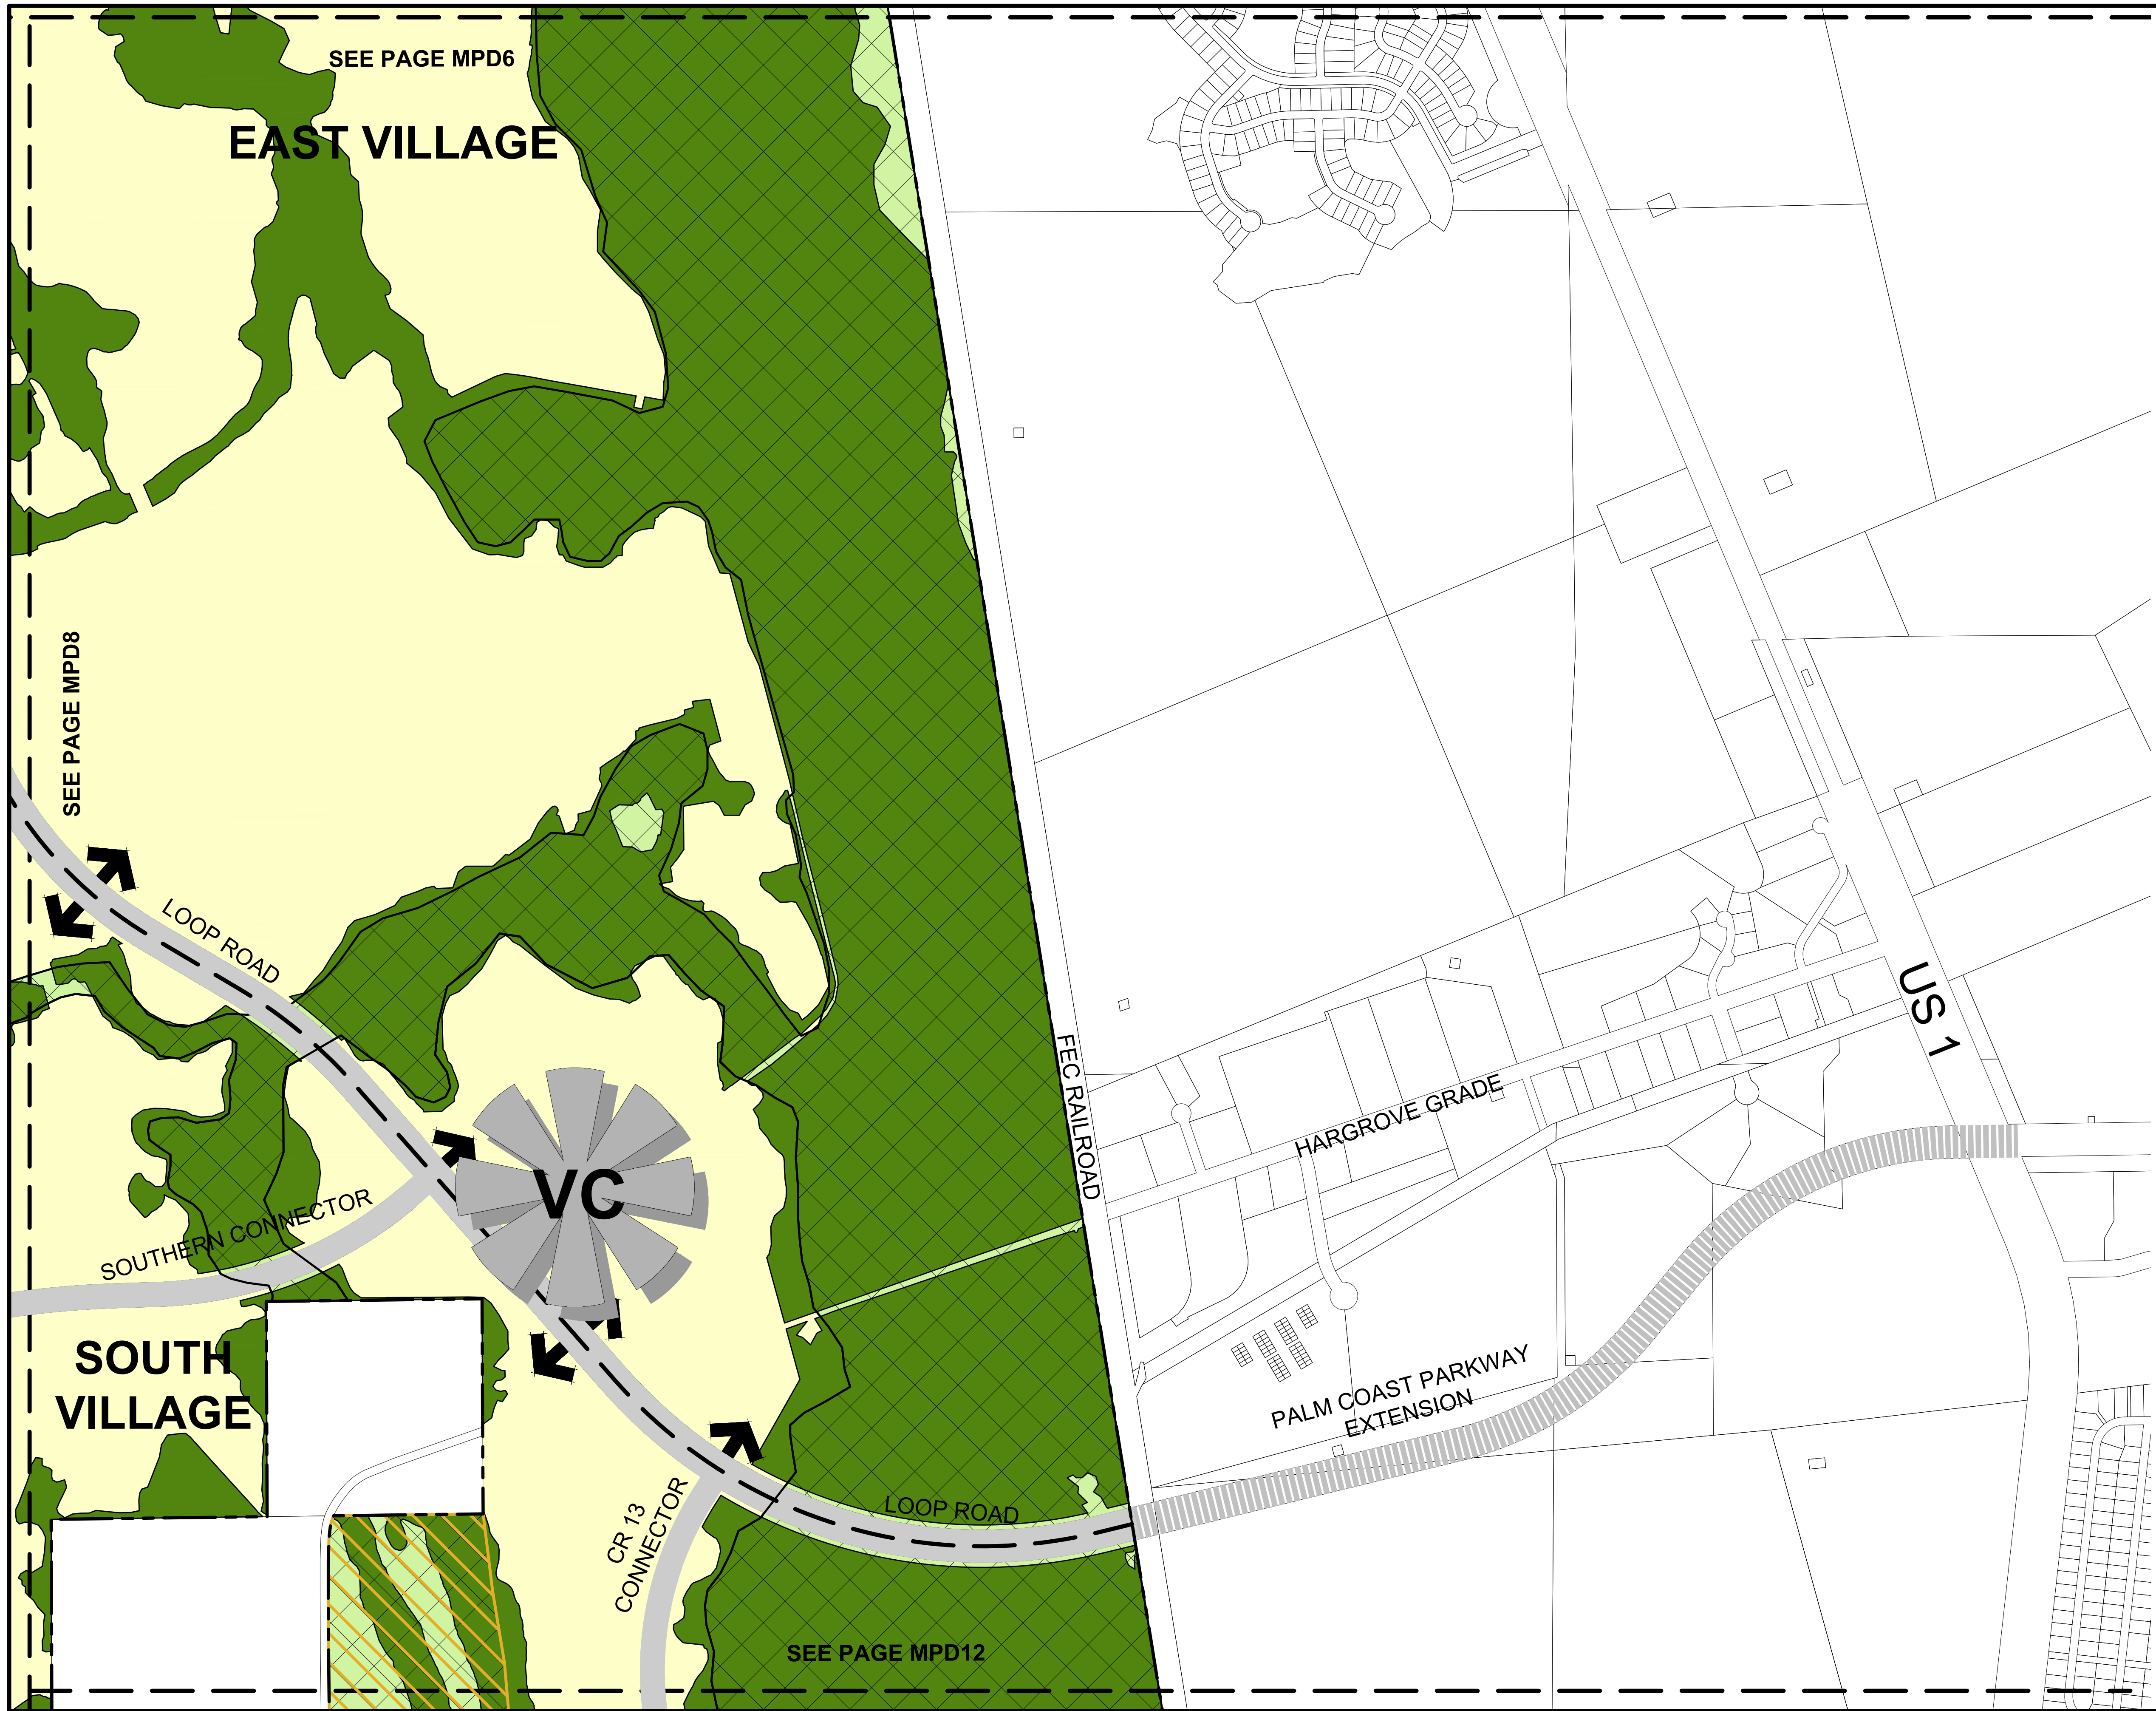 SEE PAGE MPD6
EAST VILLAGE
SEE PAGE MPD8
LOOP ROAD
US 1
FEC RAILROAD
HARGROVE GRADE
VC
SOUTHERN CONNECTOR
SOUTH
VILLAGE
PALM COAST PARKWAY
EXTENSION
LOOP ROAD
CR 13
CONNECTOR
SEE PAGE MPD12